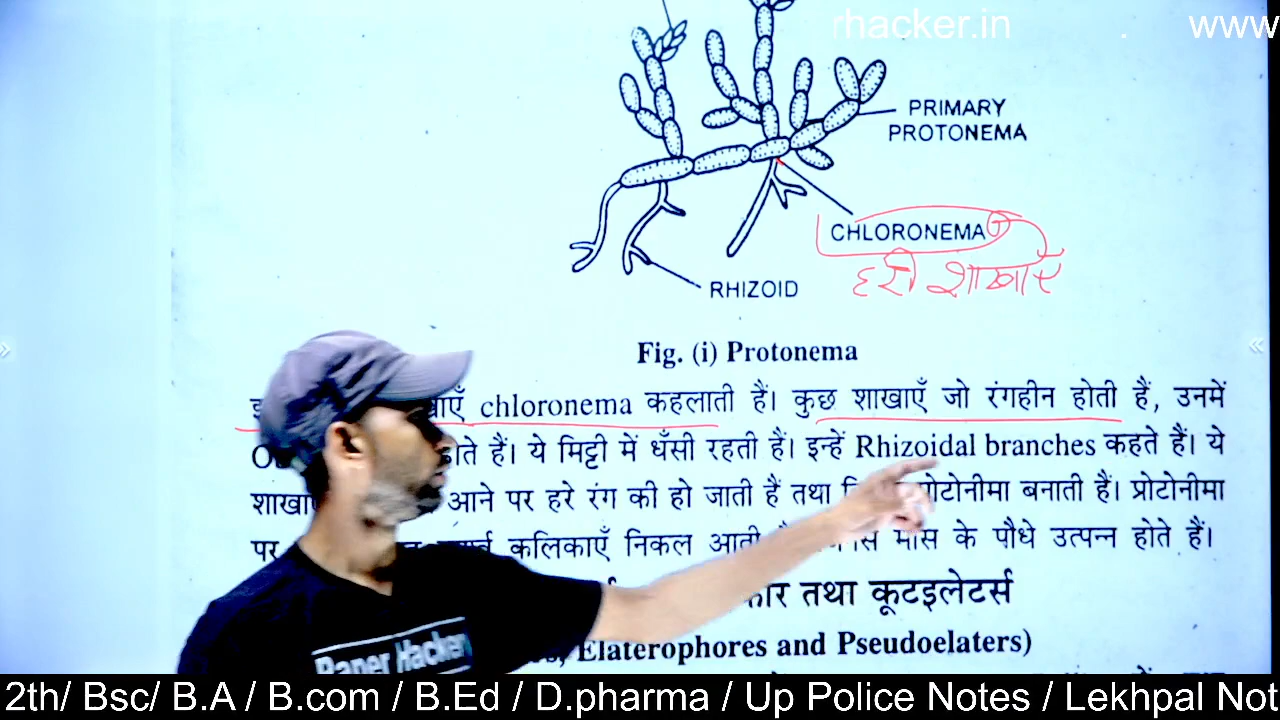 rhacker.in . www
PRIMARY
PROTONEMA
CHLORONEMA
हरी शाखाएँ
RHIZOID
Fig. (i) Protonema
chloronema कहलाती हैं। कुछ शाखाएँ जो रंगहीन होती हैं, उनमें
होते हैं। ये मिट्टी में धँसी रहती हैं। इन्हें Rhizoidal branches कहते हैं। ये
आने पर हरे रंग की हो जाती हैं तथा प्रोटोनीमा बनाती हैं। प्रोटोनीमा
पर कलिकाएँ निकल आती मॉस के पौधे उत्पन्न होते हैं।
तथा कूटइलेटर्स
Elaterophores and Pseudoelaters)
Paper Hacker
2th/ Bsc/ B.A / B.com / B.Ed / D.pharma / Up Police Notes / Lekhpal Not